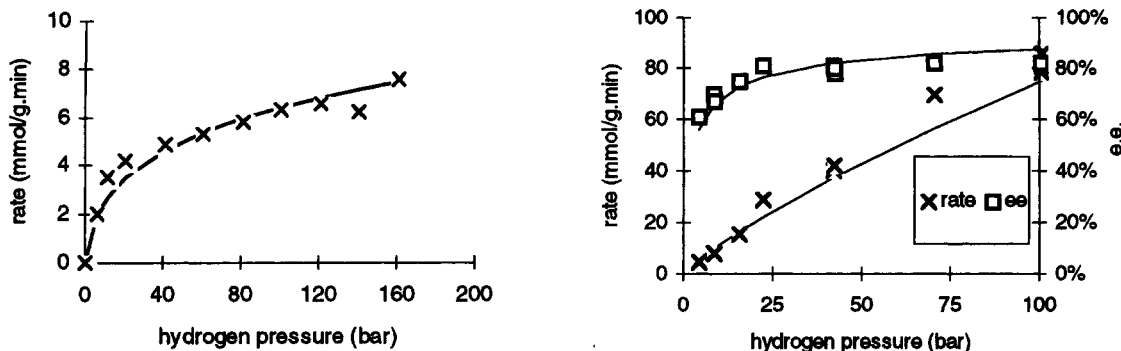 10
8
6
4
2
0
rate (mmol/g.min)
0 40 80 120 160 200
hydrogen pressure (bar)
100
80
60
40
20
0
rate (mmol/g.min)
100%
80%
60%
40%
20%
0%
e.e.
rate ee
0 25 50 75 100
hydrogen pressure (bar)